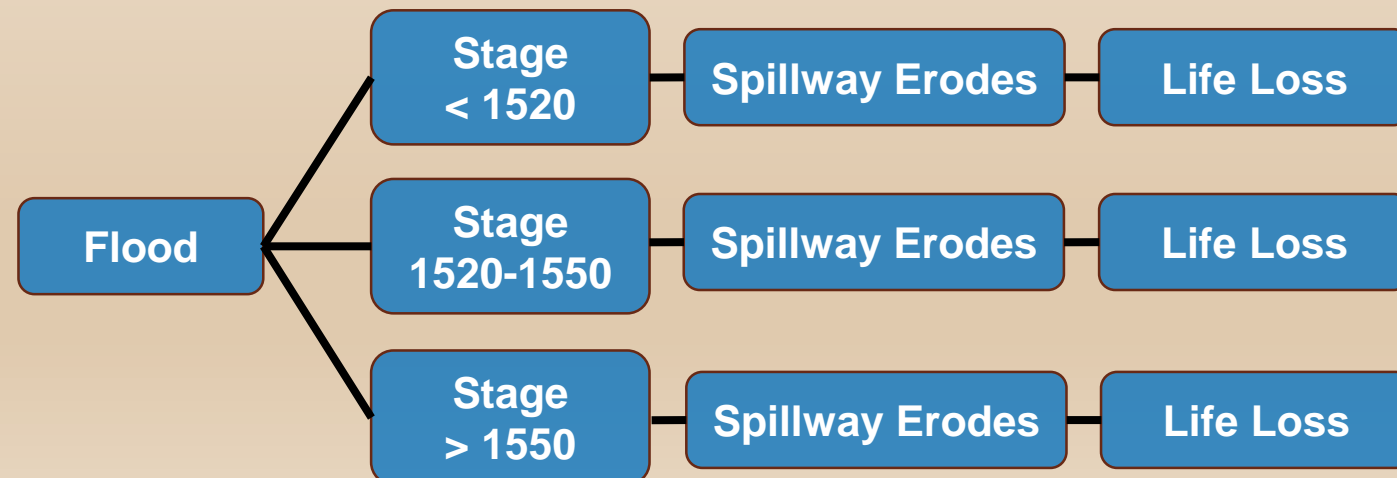 Stage
< 1520
Spillway Erodes
Life Loss
Flood
Stage
1520-1550
Spillway Erodes
Life Loss
Stage
> 1550
Spillway Erodes
Life Loss